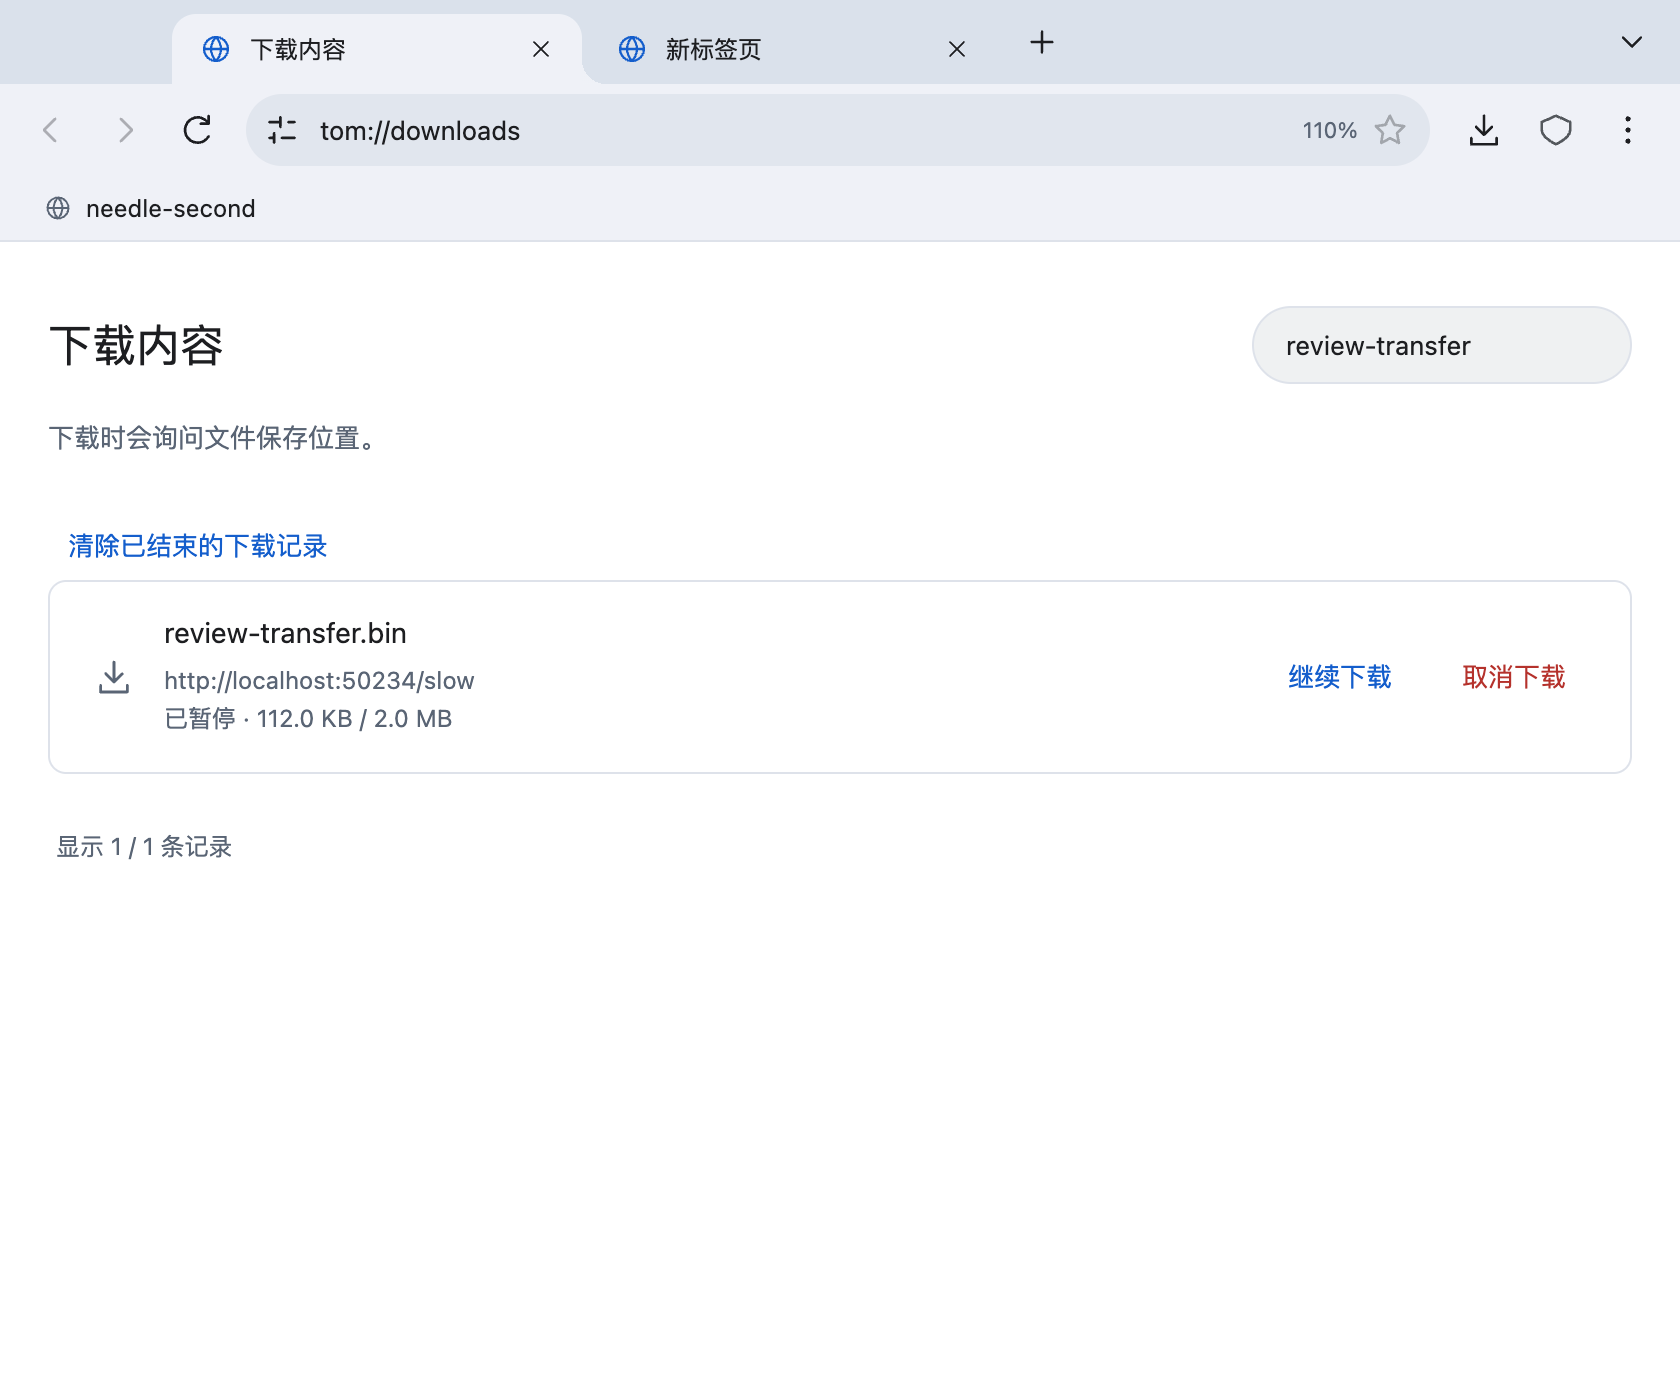 下载内容
新标签页
tom://downloads
110%
needle-second
下载内容
review-transfer
下载时会询问文件保存位置。
清除已结束的下载记录
review-transfer.bin
http://localhost:50234/slow
已暂停 · 112.0 KB / 2.0 MB
继续下载
取消下载
显示 1 / 1 条记录